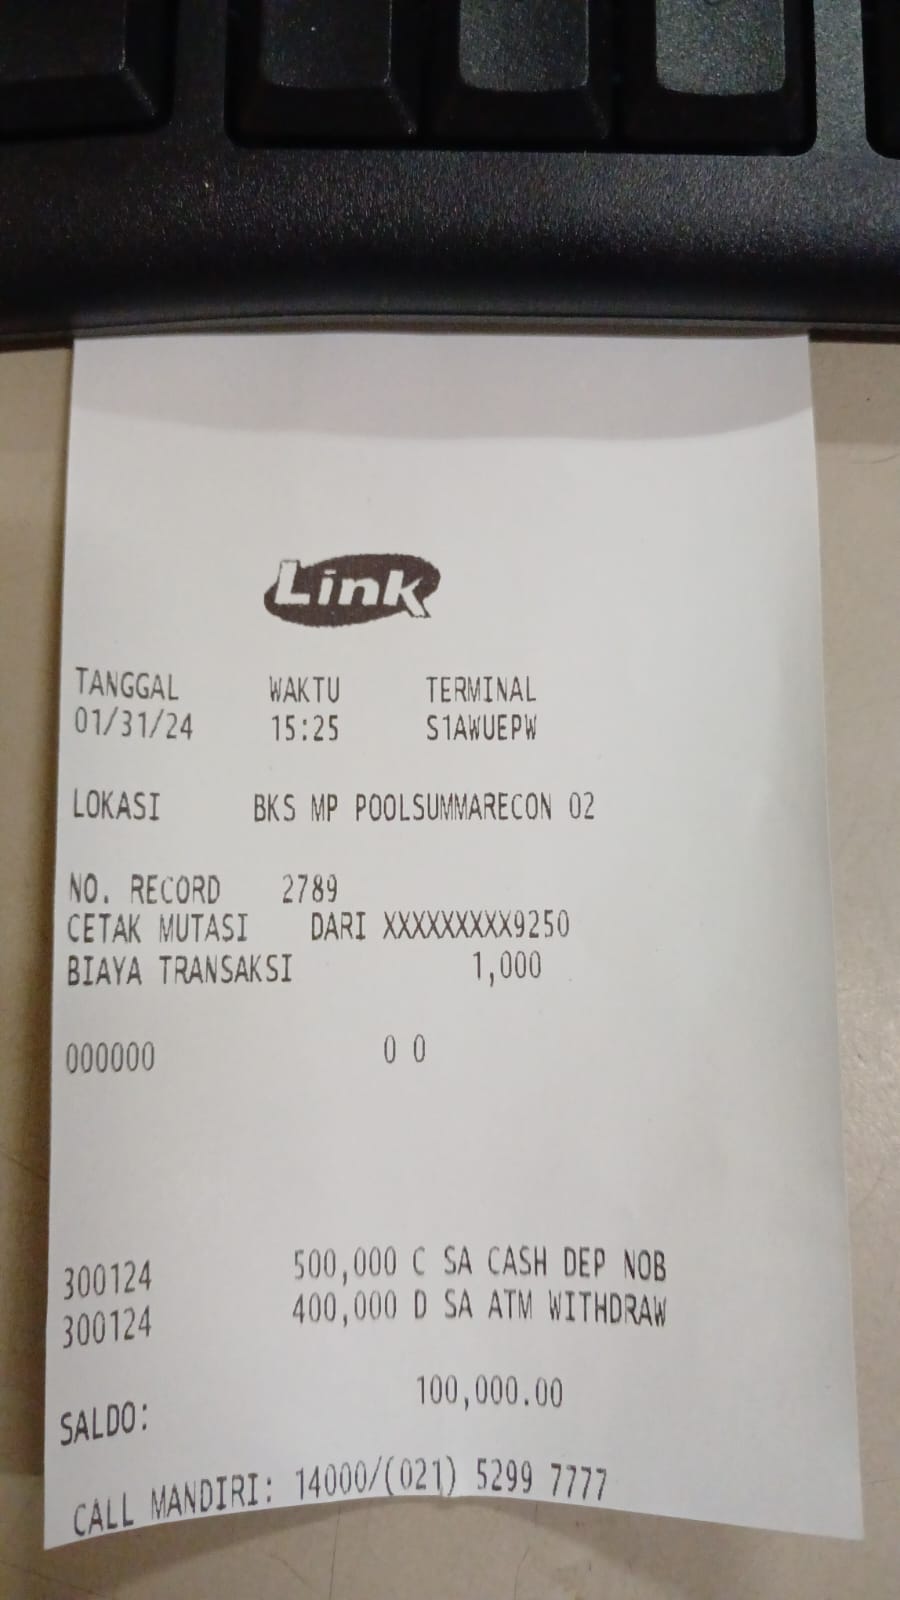 Link
TANGGAL WAKTU TERMINAL
01/31/24 15:25 S1AWUEPW
LOKASI BKS MP POOLSUMMARECON 02
NO. RECORD 2789
CETAK MUTASI DARI XXXXXXXXX9250
BIAYA TRANSAKSI 1,000
000000 0 0
300124 500,000 C SA CASH DEP NOB
300124 400,000 D SA ATM WITHDRAW
SALDO: 100,000.00
CALL MANDIRI: 14000/(021) 5299 7777